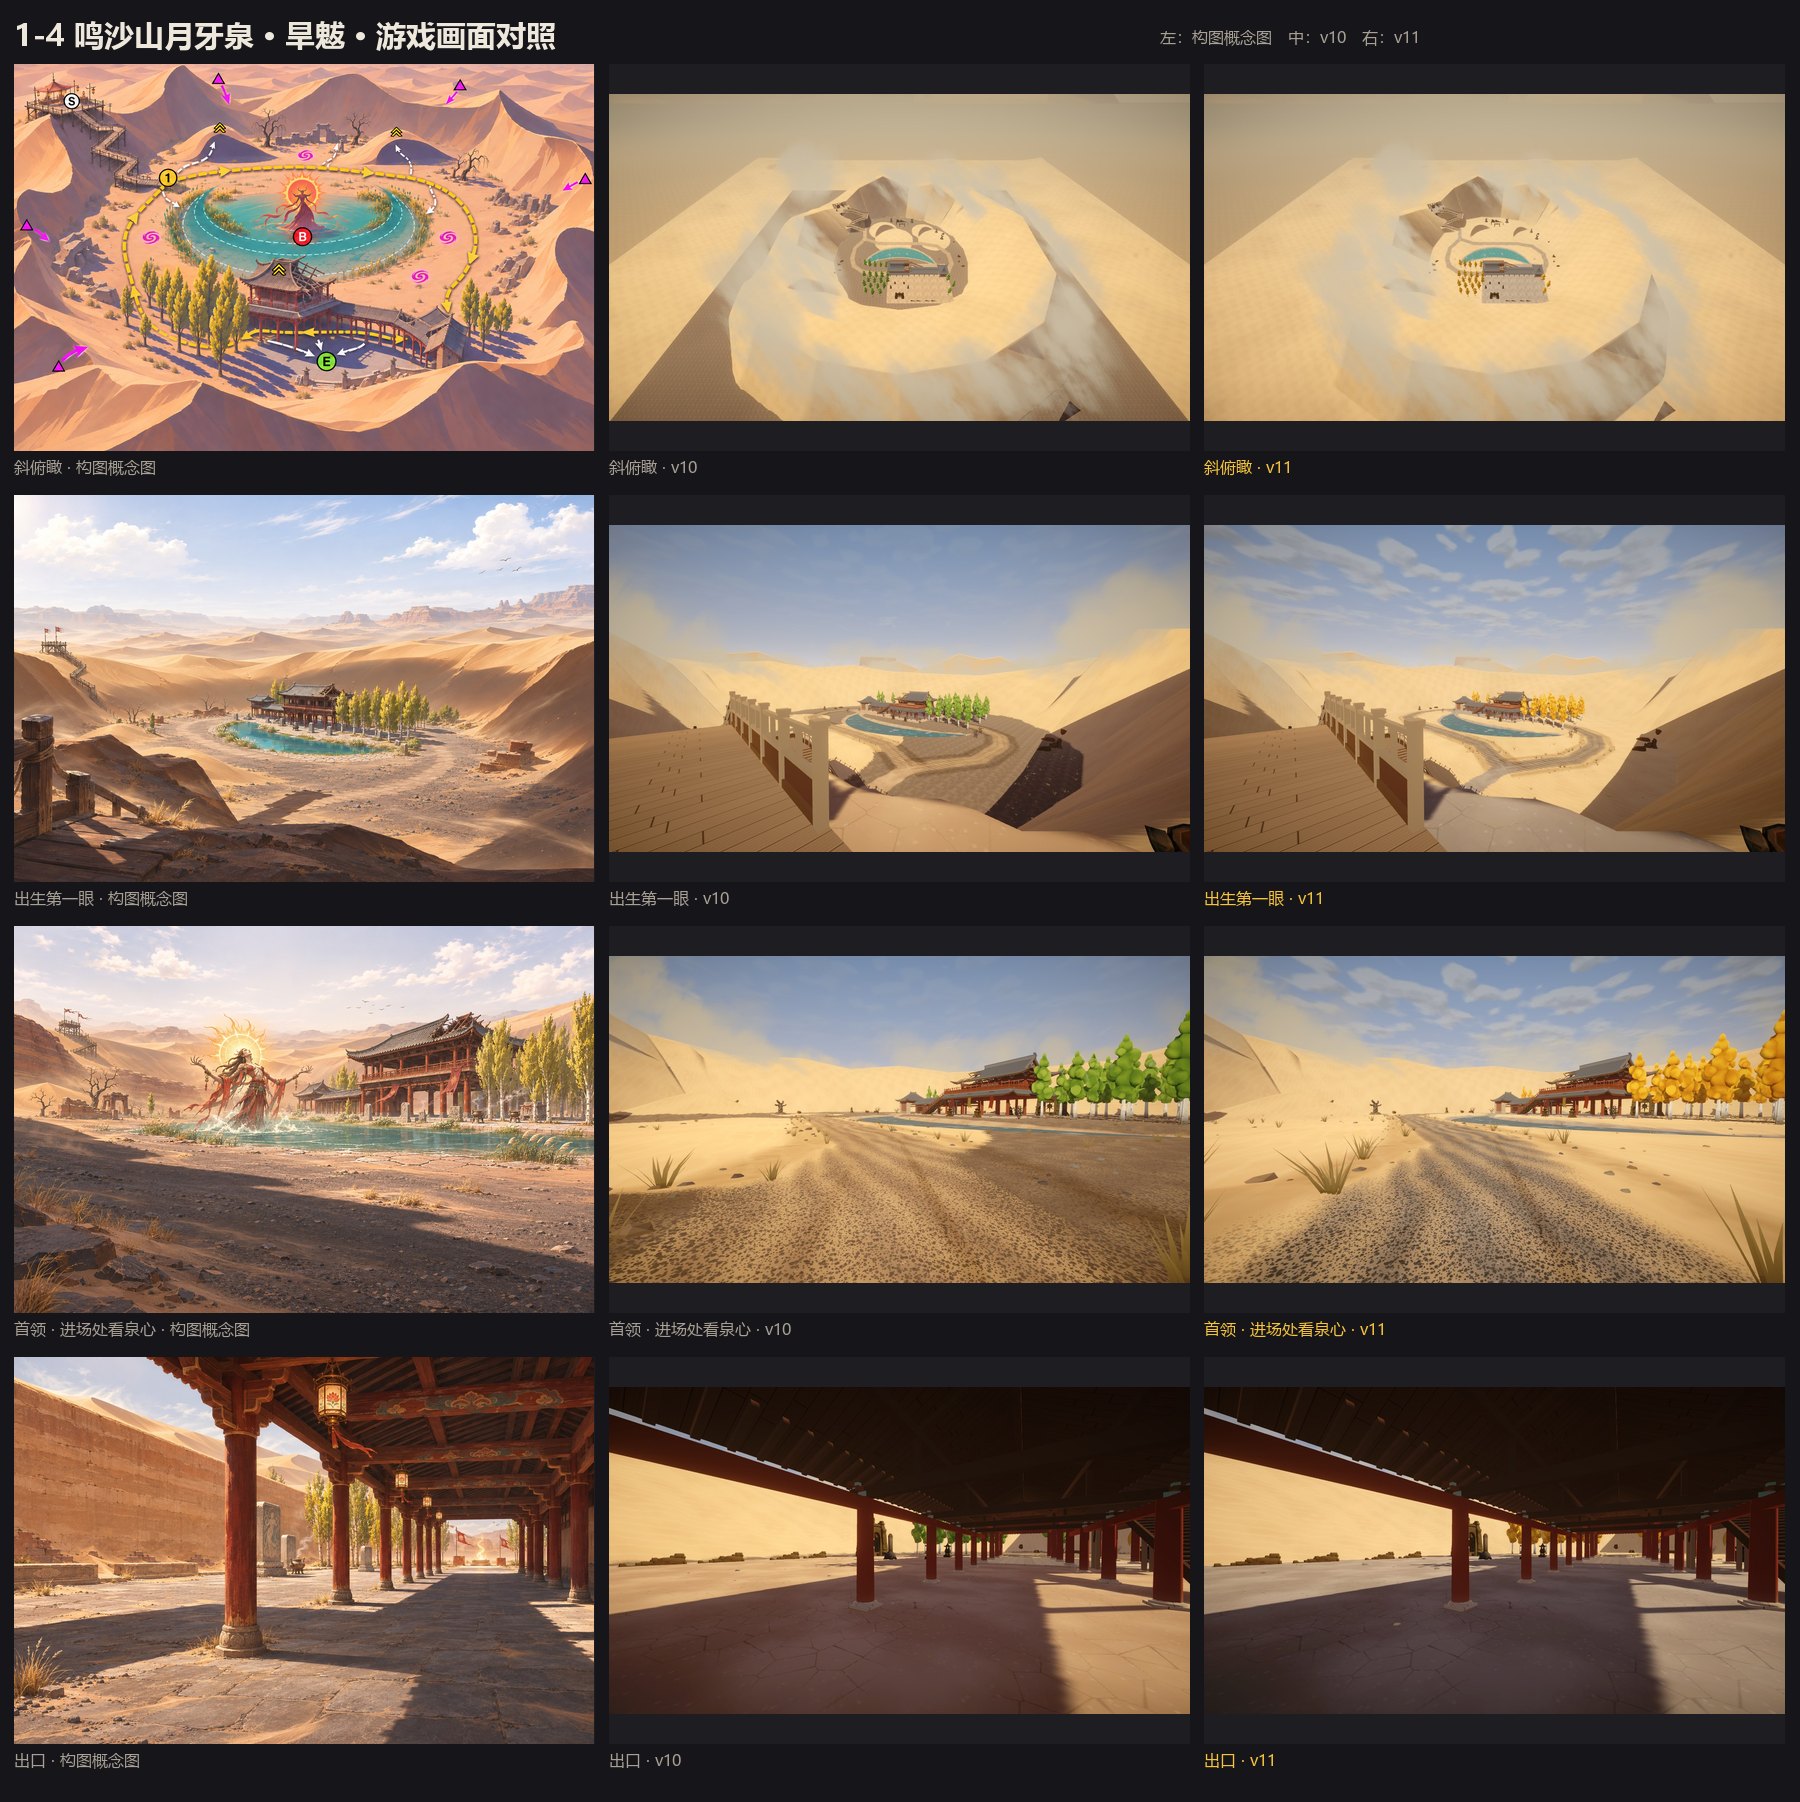 1-4 鸣沙山月牙泉 • 旱魃 • 游戏画面对照
左：构图概念图 中：v10 右：v11
S
1
B
E
斜俯瞰 · 构图概念图
斜俯瞰 · v10
斜俯瞰 · v11
出生第一眼 · 构图概念图
出生第一眼 · v10
出生第一眼 · v11
首领 · 进场处看泉心 · 构图概念图
首领 · 进场处看泉心 · v10
首领 · 进场处看泉心 · v11
出口 · 构图概念图
出口 · v10
出口 · v11